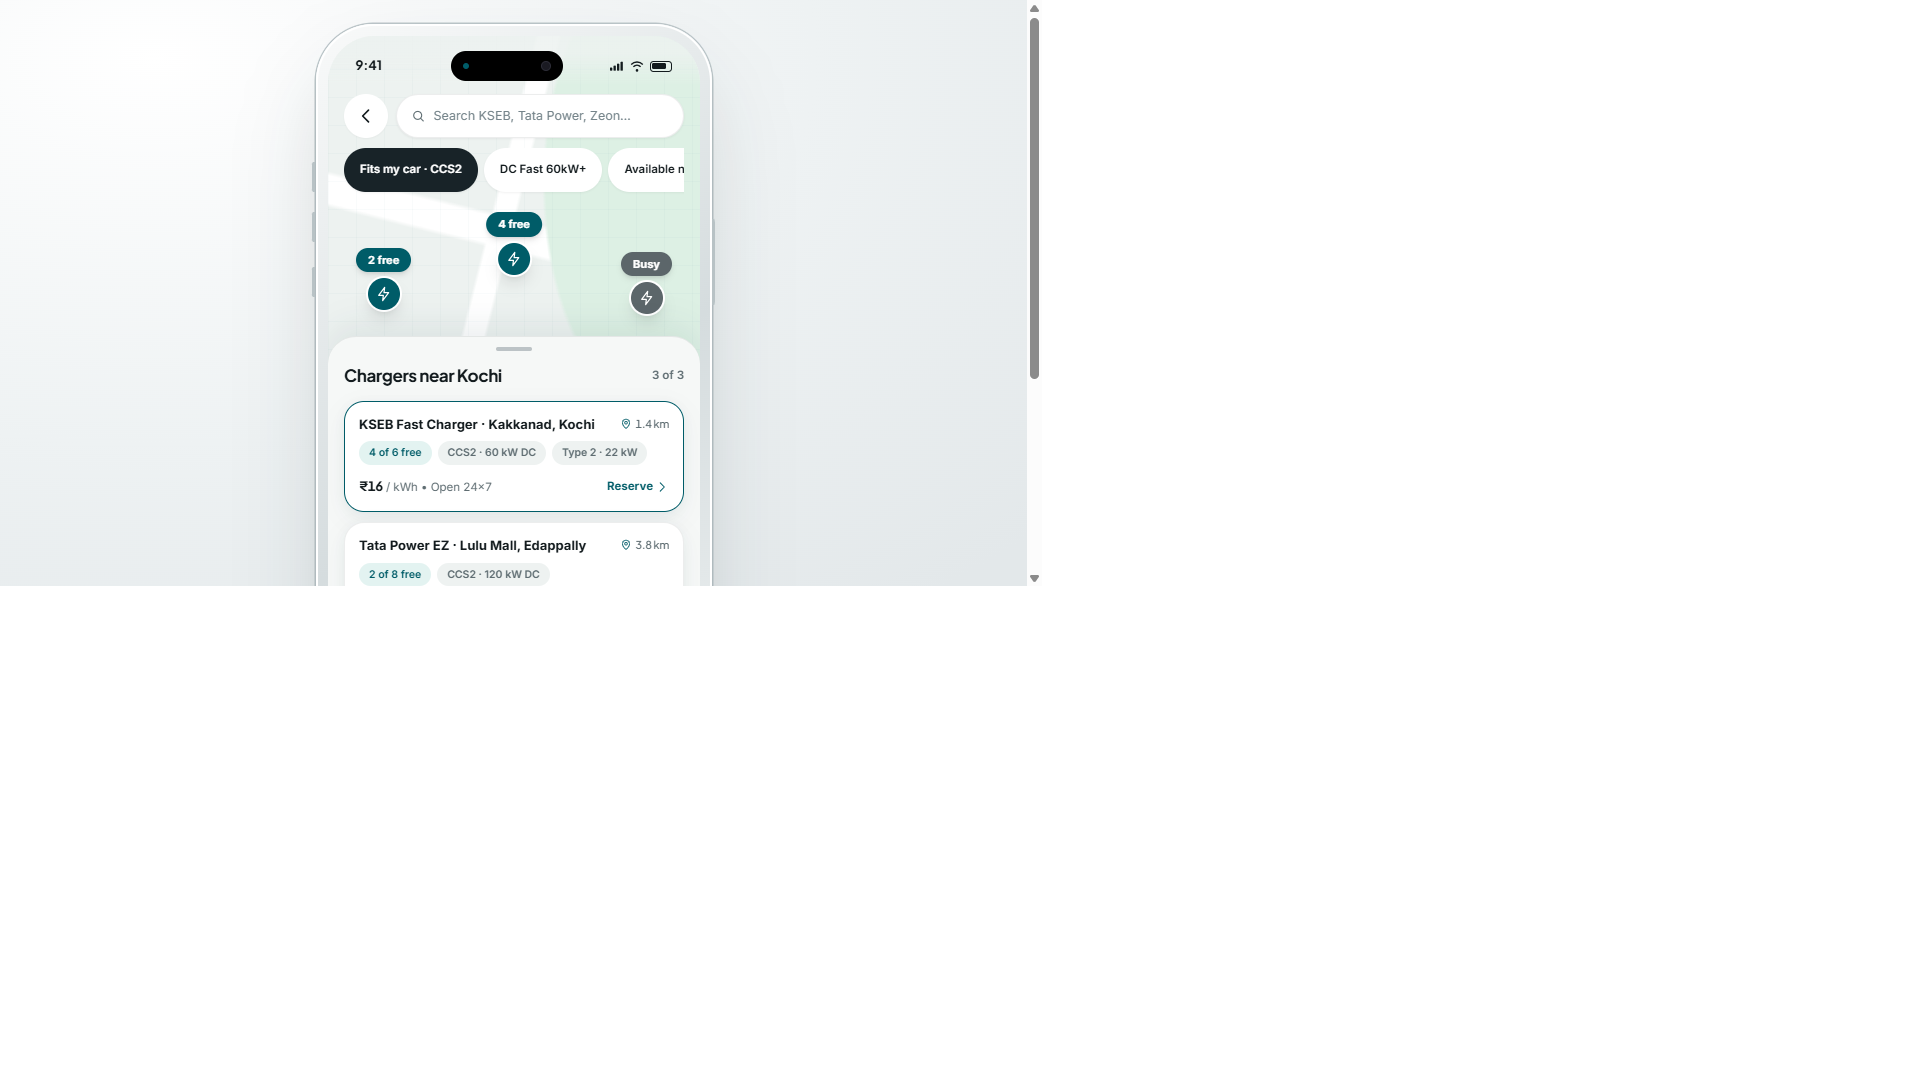 9:41
Search KSEB, Tata Power, Zeon...
Fits my car · CCS2
DC Fast 60kW+
Available n
4 free
2 free
Busy
Chargers near Kochi
3 of 3
KSEB Fast Charger · Kakkanad, Kochi
1.4 km
4 of 6 free
CCS2 · 60 kW DC
Type 2 · 22 kW
₹16 / kWh • Open 24×7
Reserve
Tata Power EZ · Lulu Mall, Edappally
3.8 km
2 of 8 free
CCS2 · 120 kW DC